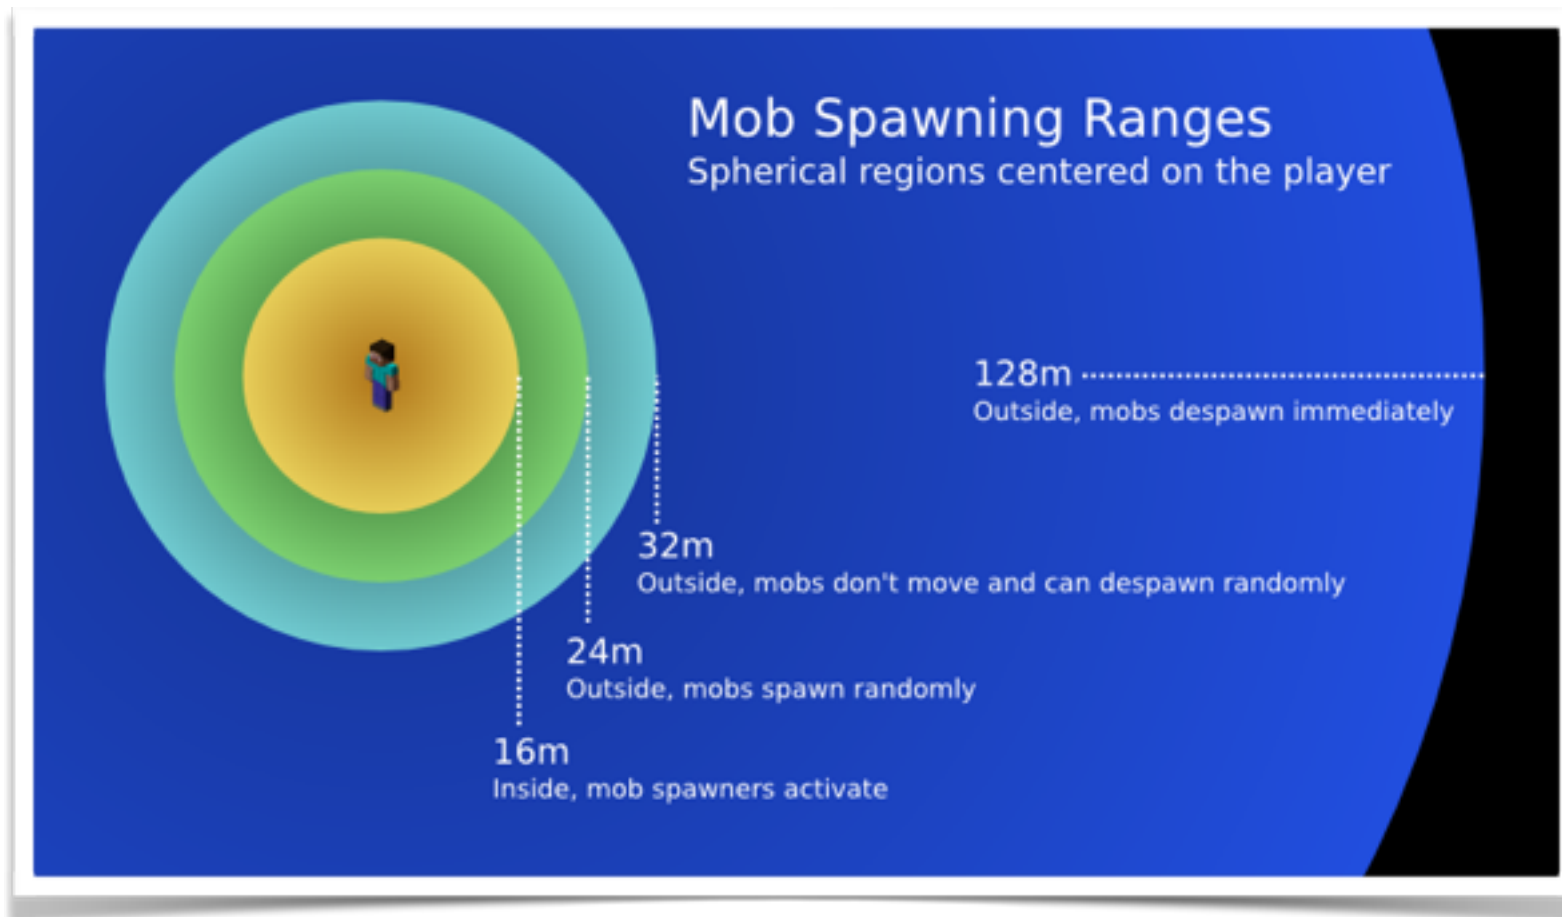 Mob Spawning Ranges
Spherical regions centered on the player
128m
Outside, mobs despawn immediately
32m
Outside, mobs don't move and can despawn randomly
24m
Outside, mobs spawn randomly
16m
Inside, mob spawners activate